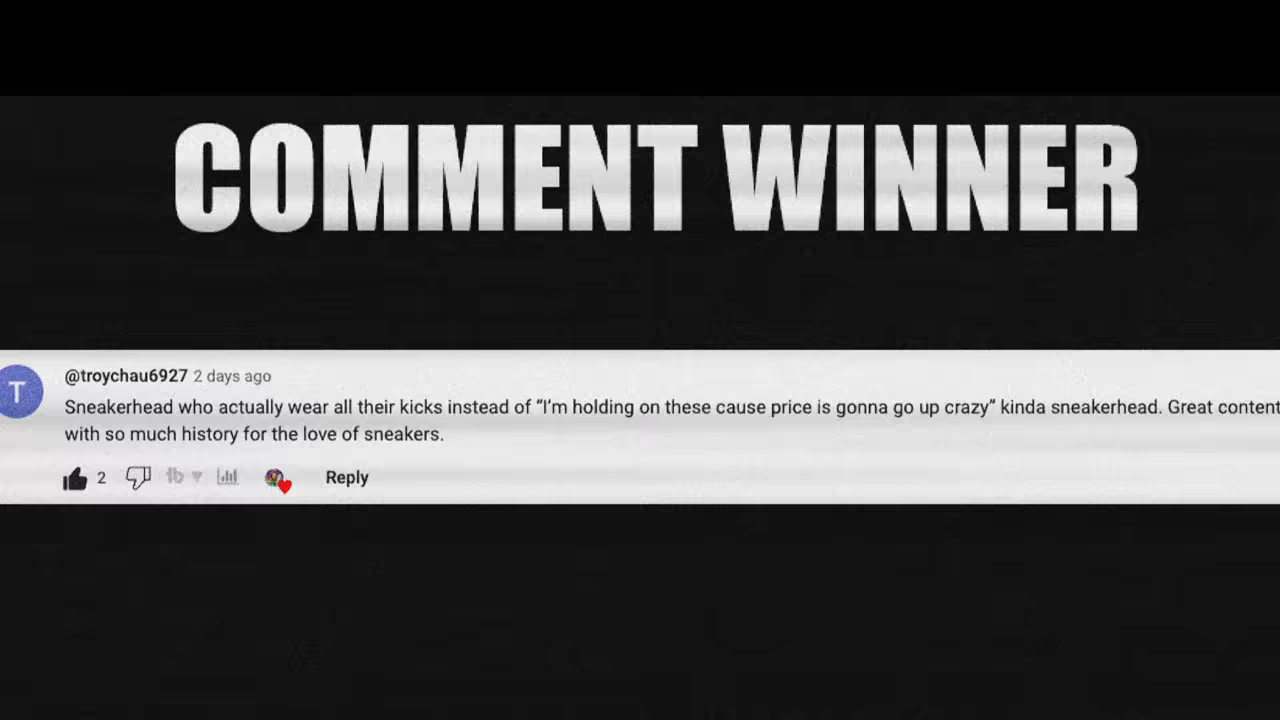 COMMENT WINNER
T
@troychau6927 2 days ago
Sneakerhead who actually wear all their kicks instead of “I’m holding on these cause price is gonna go up crazy” kinda sneakerhead. Great content
with so much history for the love of sneakers.
2 tb Reply